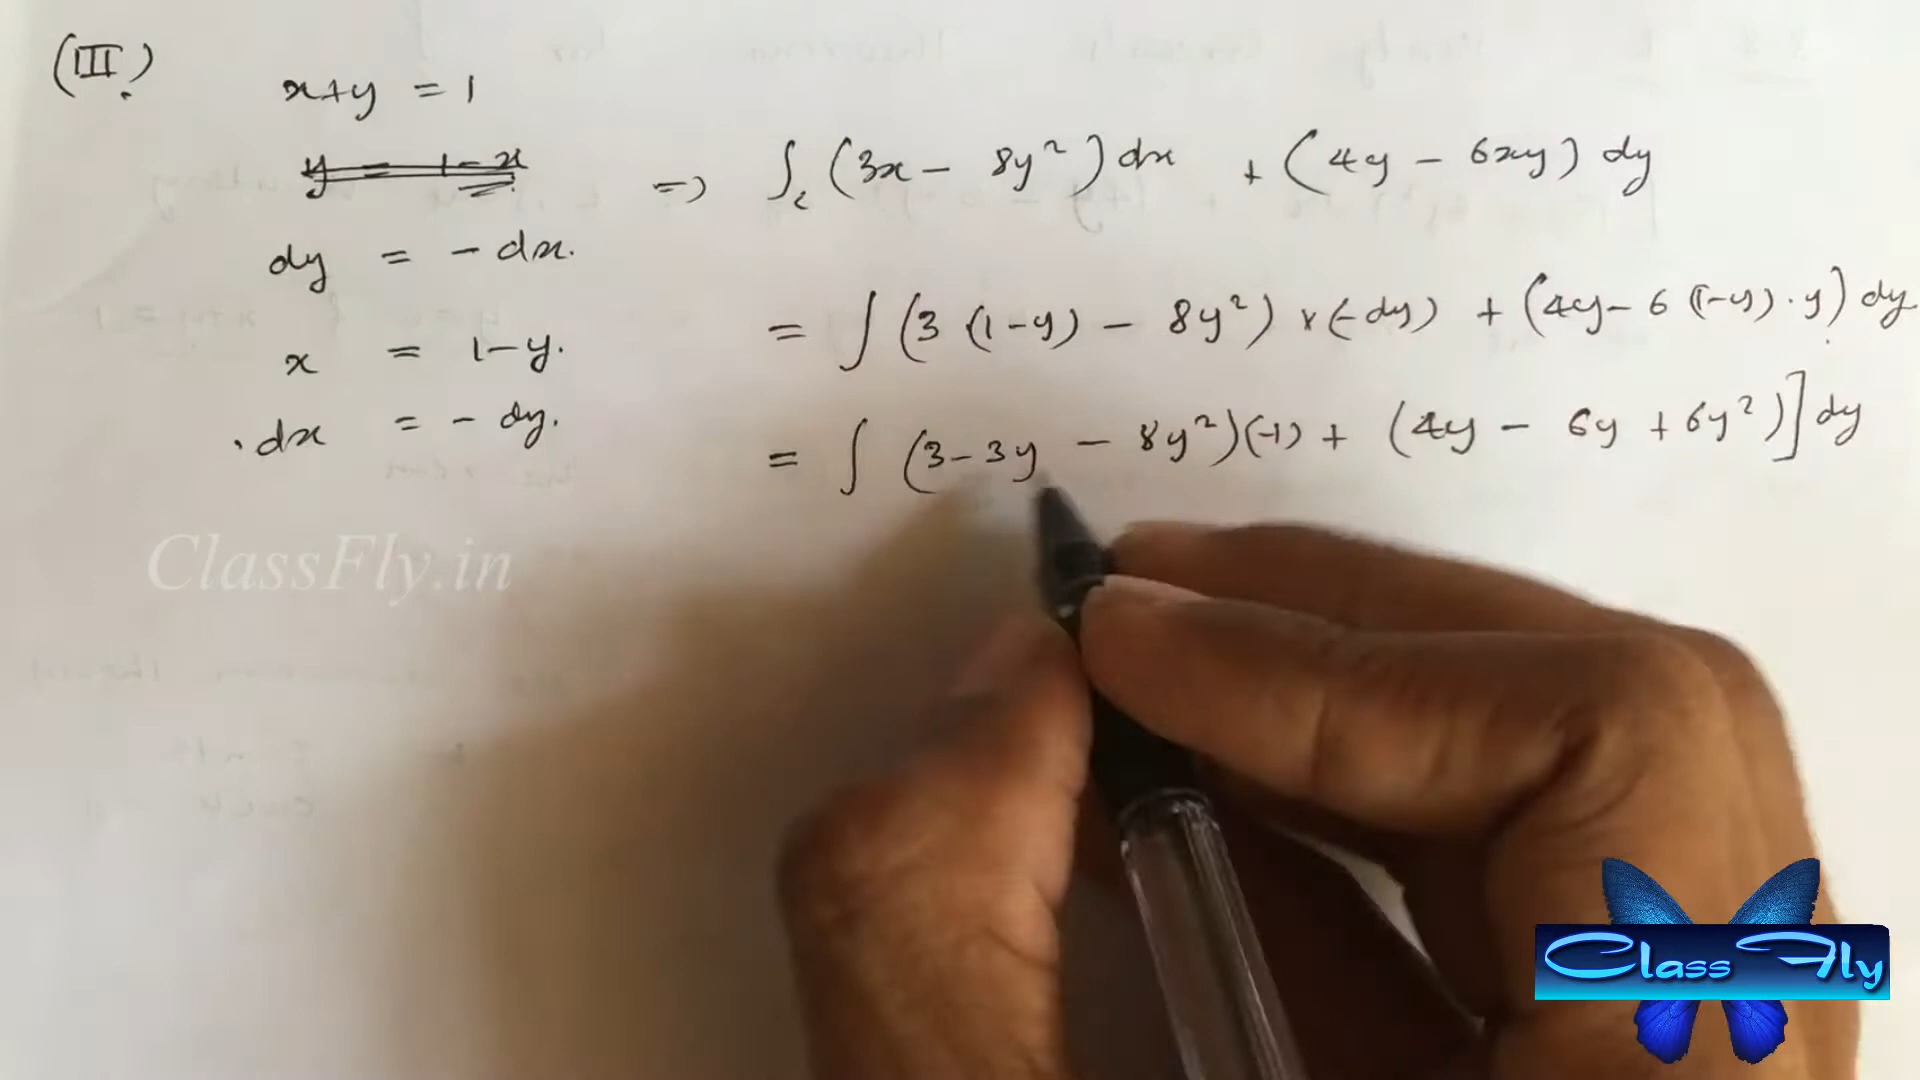 (III.)
x+y = 1
y = 1-x
dy = - dx.
x = 1-y.
dx = - dy.
=> ∫c (3x - 8y²) dx + (4y - 6xy) dy
= ∫ (3 (1-y) - 8y²) × (-dy) + (4y - 6 (1-y) · y) dy
= ∫ (3 - 3y - 8y²)(-1) + (4y - 6y + 6y²)] dy
ClassFly.in
Class Fly